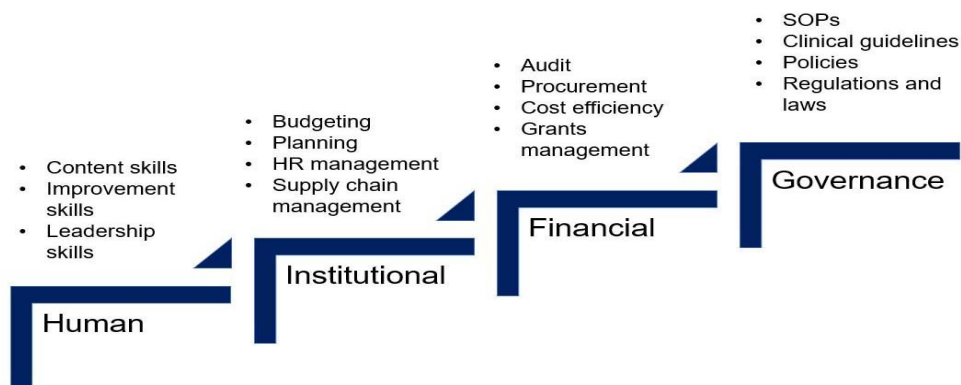 • Content skills
• Improvement
skills
• Leadership
skills
Human
• Budgeting
• Planning
• HR management
• Supply chain
management
Institutional
• Audit
• Procurement
• Cost efficiency
• Grants
management
Financial
• SOPs
• Clinical guidelines
• Policies
• Regulations and
laws
Governance